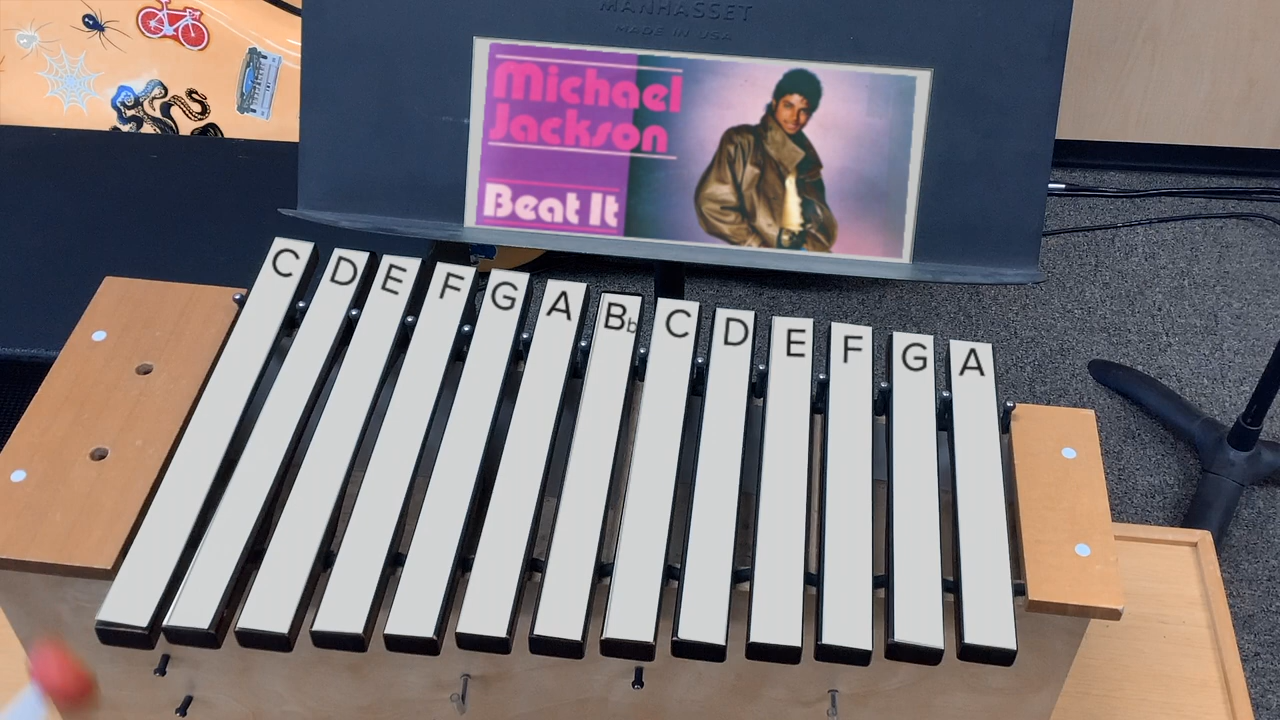 MANHASSET
MADE IN USA
Michael
Jackson
Beat It
C D E F G A Bb C D E F G A